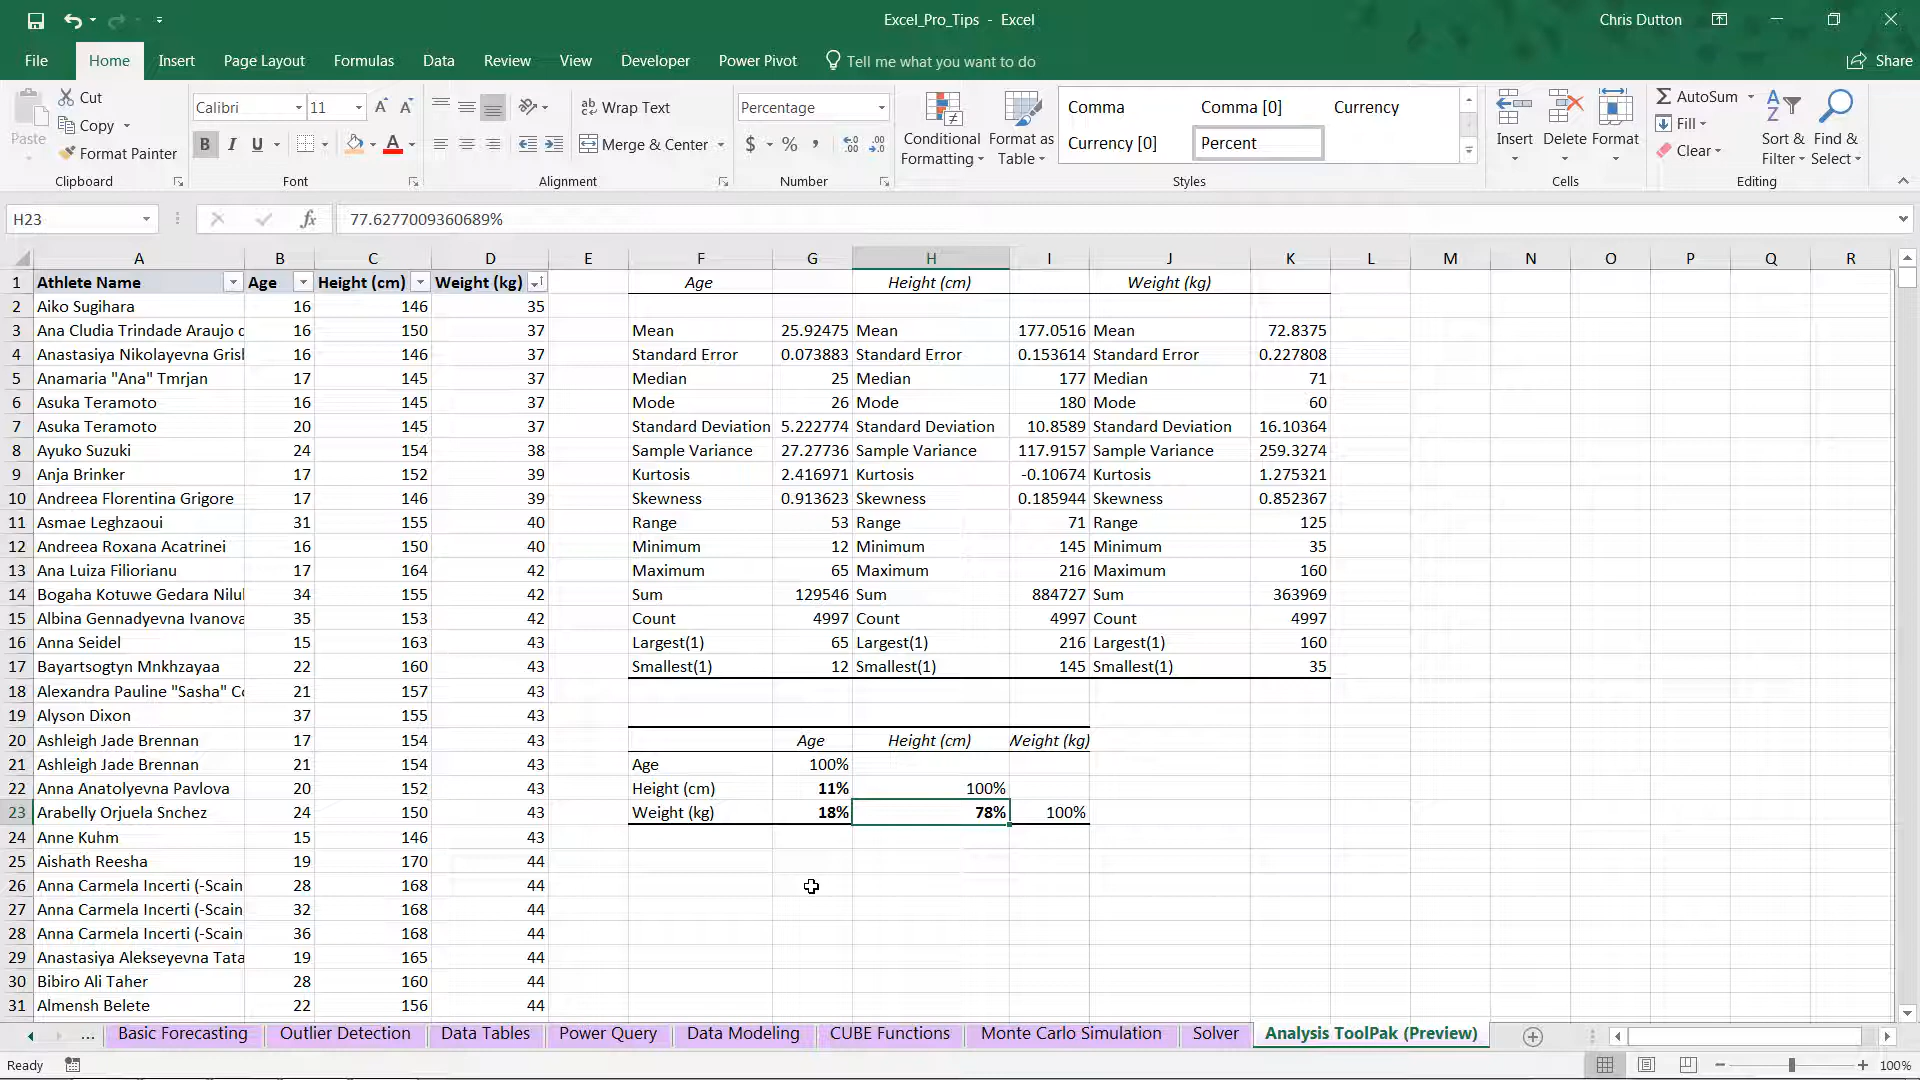 Excel_Pro_Tips - Excel
Chris Dutton
File Home Insert Page Layout Formulas Data Review View Developer Power Pivot Tell me what you want to do Share
Paste
Cut
Copy
Format Painter
Clipboard
Calibri 11
B I U
Font
Wrap Text
Merge & Center
Alignment
Percentage
$ % ,
Number
Conditional Formatting
Format as Table
Comma Comma [0] Currency
Currency [0] Percent
Styles
Insert Delete Format
Cells
AutoSum
Fill
Clear
Sort & Filter
Find & Select
Editing
H23 fx 77.6277009360689%
A B C D E F G H I J K L M N O P Q R
1 Athlete Name Age Height (cm) Weight (kg) Age Height (cm) Weight (kg)
2 Aiko Sugihara 16 146 35
3 Ana Cludia Trindade Araujo 16 150 37 Mean 25.92475 Mean 177.0516 Mean 72.8375
4 Anastasiya Nikolayevna 16 146 37 Standard Error 0.073883 Standard Error 0.153614 Standard Error 0.227808
5 Anamaria "Ana" Tmrjan 17 145 37 Median 25 Median 177 Median 71
6 Asuka Teramoto 16 145 37 Mode 26 Mode 180 Mode 60
7 Asuka Teramoto 20 145 37 Standard Deviation 5.222774 Standard Deviation 10.8589 Standard Deviation 16.10364
8 Ayuko Suzuki 24 154 38 Sample Variance 27.27736 Sample Variance 117.9157 Sample Variance 259.3274
9 Anja Brinker 17 152 39 Kurtosis 2.416971 Kurtosis -0.10674 Kurtosis 1.275321
10 Andreea Florentina Grigore 17 146 39 Skewness 0.913623 Skewness 0.185944 Skewness 0.852367
11 Asmae Leghzaoui 31 155 40 Range 53 Range 71 Range 125
12 Andreea Roxana Acatrinei 16 150 40 Minimum 12 Minimum 145 Minimum 35
13 Ana Luiza Filiorianu 17 164 42 Maximum 65 Maximum 216 Maximum 160
14 Bogaha Kotuwe Gedara 34 155 42 Sum 129546 Sum 884727 Sum 363969
15 Albina Gennadyevna Ivanova 35 153 42 Count 4997 Count 4997 Count 4997
16 Anna Seidel 15 163 43 Largest(1) 65 Largest(1) 216 Largest(1) 160
17 Bayartsogtyn Mnkhzayaa 22 160 43 Smallest(1) 12 Smallest(1) 145 Smallest(1) 35
18 Alexandra Pauline "Sasha" 21 157 43
19 Alyson Dixon 37 155 43
20 Ashleigh Jade Brennan 17 154 43 Age Height (cm) Weight (kg)
21 Ashleigh Jade Brennan 21 154 43 Age 100%
22 Anna Anatolyevna Pavlova 20 152 43 Height (cm) 11% 100%
23 Arabelly Orjuela Snchez 24 150 43 Weight (kg) 18% 78% 100%
24 Anne Kuhm 15 146 43
25 Aishath Reesha 19 170 44
26 Anna Carmela Incerti (-Scain 28 168 44
27 Anna Carmela Incerti (-Scain 32 168 44
28 Anna Carmela Incerti (-Scain 36 168 44
29 Anastasiya Alekseyevna Tata 19 165 44
30 Bibiro Ali Taher 28 160 44
31 Almensh Belete 22 156 44
... Basic Forecasting Outlier Detection Data Tables Power Query Data Modeling CUBE Functions Monte Carlo Simulation Solver Analysis ToolPak (Preview)
Ready 100%